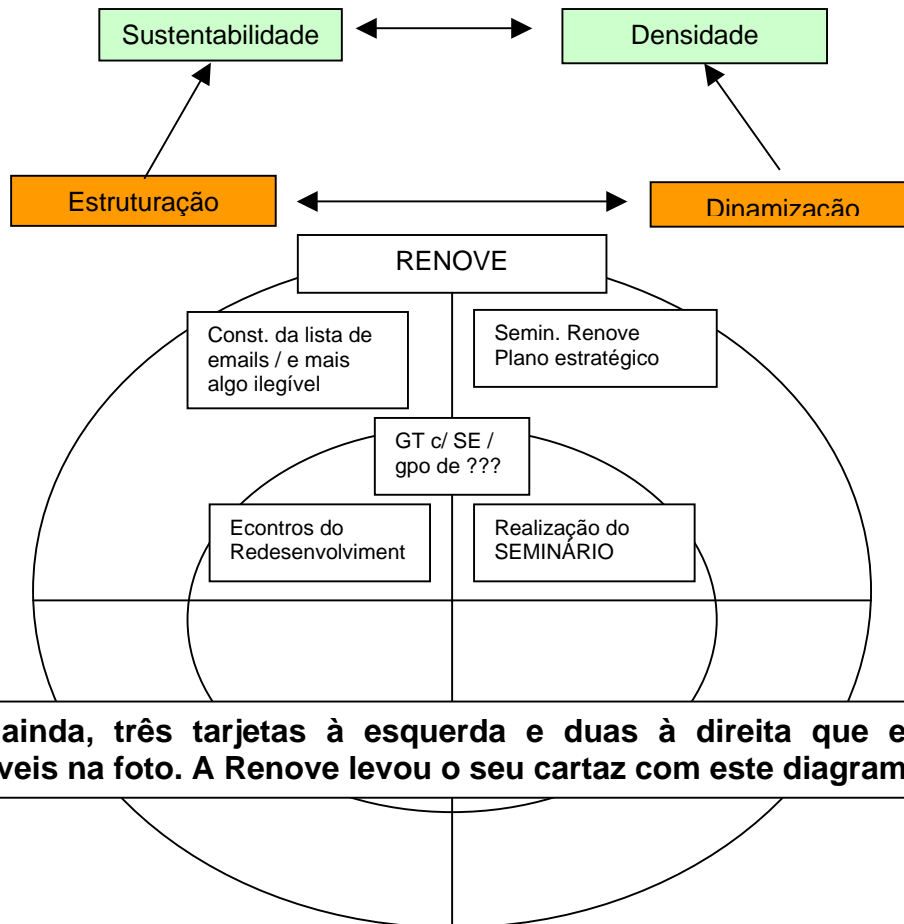 Sustentabilidade
Densidade
Estruturação
Dinamização
RENOVE
Const. da lista de
emails / e mais
algo ilegível
Semin. Renove
Plano estratégico
GT c/ SE /
gpo de ???
Econtros do
Redesenvolviment
Realização do
SEMINÁRIO
ainda, três tarjetas à esquerda e duas à direita que e
veis na foto. A Renove levou o seu cartaz com este diagram